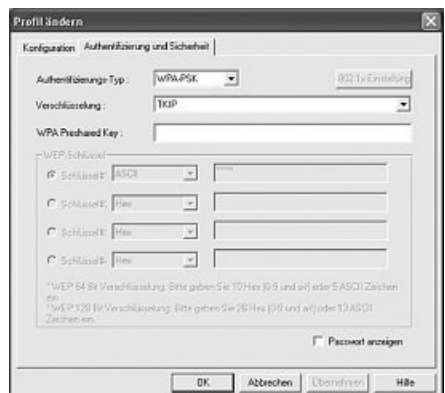 Profil ändern
Konfiguration Authentifizierung und Sicherheit
Authentifizierungs-Typ : WPA-PSK 802.1x Einstellung
Verschlüsselung : TKIP
WPA Preshared Key :
WEP Schlüssel
Schlüssel#: ASCII *****
Schlüssel#: Hex
Schlüssel#: Hex
Schlüssel#: Hex
*WEP 64 Bit Verschlüsselung: Bitte geben Sie 10 Hex (0-9 und a-f) oder 5 ASCII Zeichen
ein
*WEP 128 Bit Verschlüsselung: Bitte geben Sie 26 Hex (0-9 und a-f) oder 13 ASCII
Zeichen ein.
Passwort anzeigen
OK Abbrechen Übernehmen Hilfe